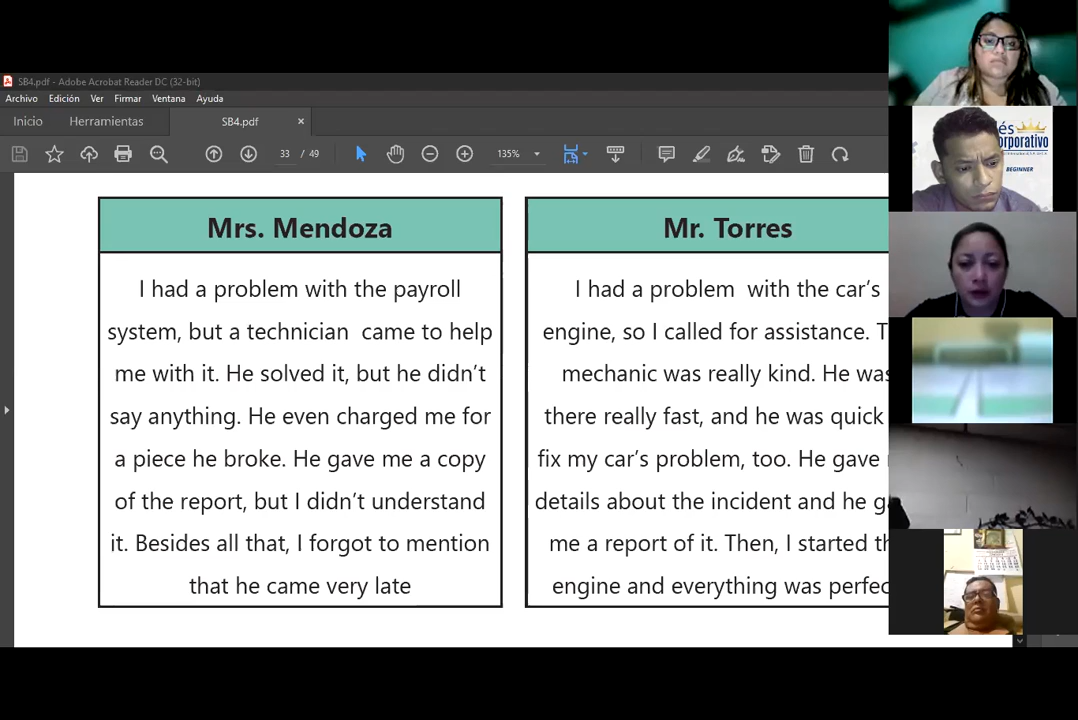 SB4.pdf - Adobe Acrobat Reader DC (32-bit)
Archivo Edición Ver Firmar Ventana Ayuda
Inicio Herramientas SB4.pdf ×
33 / 49 135%
Mrs. Mendoza
I had a problem with the payroll
system, but a technician came to help
me with it. He solved it, but he didn't
say anything. He even charged me for
a piece he broke. He gave me a copy
of the report, but I didn't understand
it. Besides all that, I forgot to mention
that he came very late
Mr. Torres
I had a problem with the car's
engine, so I called for assistance.
mechanic was really kind. He was
there really fast, and he was quick
fix my car's problem, too. He gave
details about the incident and he
me a report of it. Then, I started
engine and everything was
BEGINNER